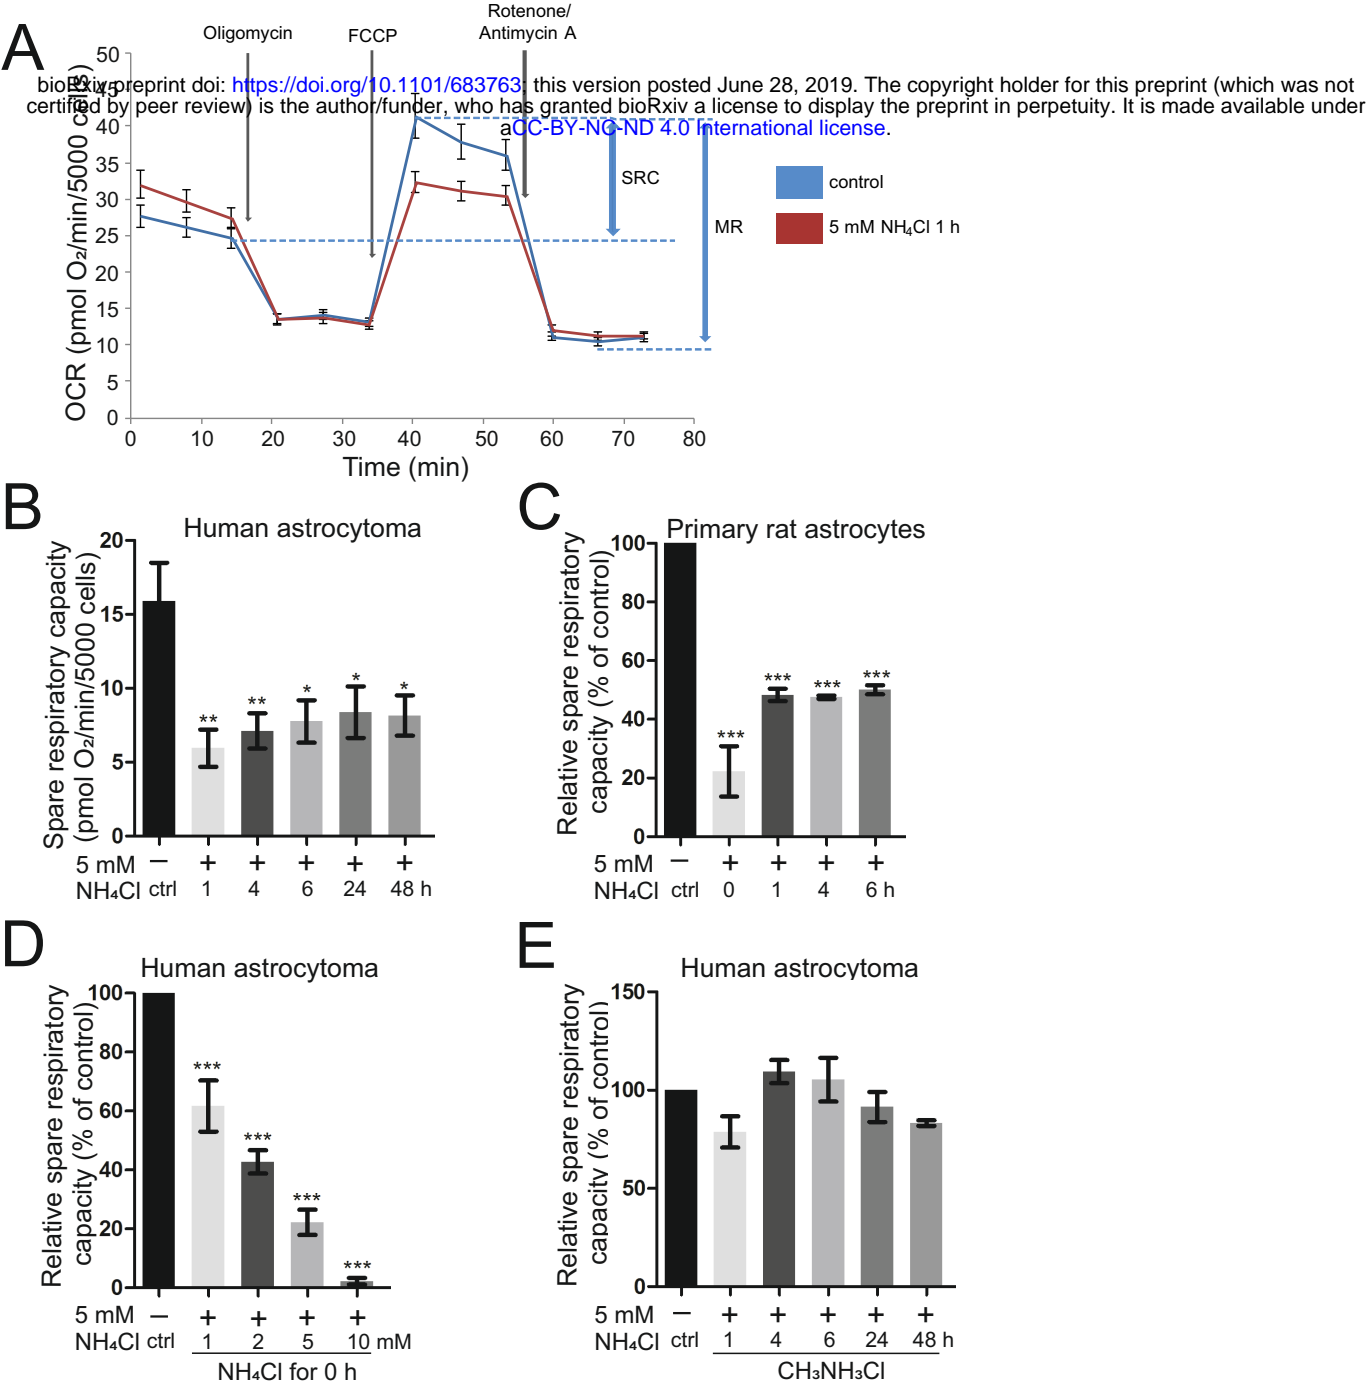 A
Oligomycin
FCCP
Rotenone/
Antimycin A
bioRxiv preprint doi: https://doi.org/10.1101/683763; this version posted June 28, 2019. The copyright holder for this preprint (which was not
certified by peer review) is the author/funder, who has granted bioRxiv a license to display the preprint in perpetuity. It is made available under
aCC-BY-NC-ND 4.0 International license.
OCR (pmol O₂/min/5000 cells)
50
45
40
35
30
25
20
15
10
5
0
0 10 20 30 40 50 60 70 80
Time (min)
SRC
MR
control
5 mM NH₄Cl 1 h
B
Human astrocytoma
Spare respiratory capacity
(pmol O₂/min/5000 cells)
20
15
10
5
0
** ** * * *
5 mM – + + + + +
NH₄Cl ctrl 1 4 6 24 48 h
C
Primary rat astrocytes
Relative spare respiratory
capacity (% of control)
100
80
60
40
20
0
*** *** *** ***
5 mM – + + + +
NH₄Cl ctrl 0 1 4 6 h
D
Human astrocytoma
Relative spare respiratory
capacity (% of control)
100
80
60
40
20
0
*** *** *** ***
5 mM – + + + +
NH₄Cl ctrl 1 2 5 10 mM
NH₄Cl for 0 h
E
Human astrocytoma
Relative spare respiratory
capacity (% of control)
150
100
50
0
5 mM – + + + + +
NH₄Cl ctrl 1 4 6 24 48 h
CH₃NH₃Cl